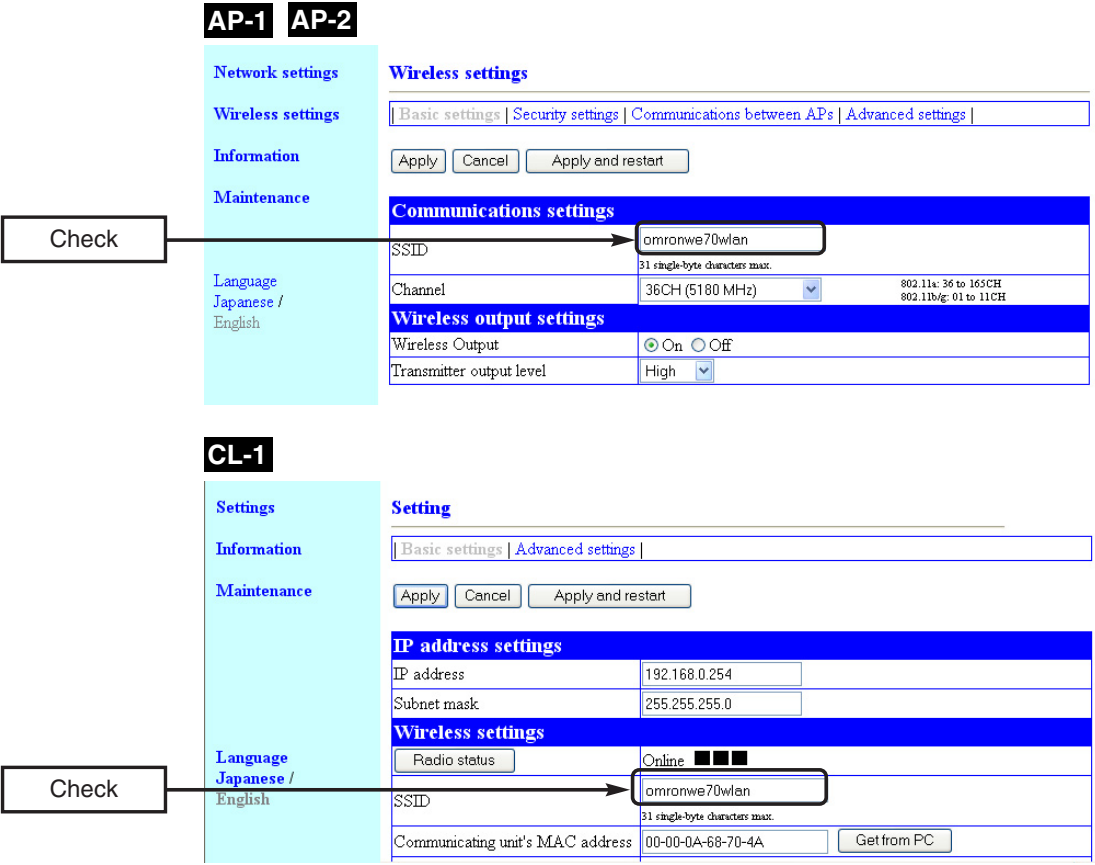 AP-1 AP-2
Network settings
Wireless settings
Information
Maintenance
Language
Japanese /
English
Wireless settings
| Basic settings | Security settings | Communications between APs | Advanced settings |
Apply Cancel Apply and restart
Communications settings
Check
SSID omronwe70wlan
31 single-byte characters max.
Channel 36CH (5180 MHz) 802.11a: 36 to 165CH
802.11b/g: 01 to 11CH
Wireless output settings
Wireless Output On Off
Transmitter output level High
CL-1
Settings
Information
Maintenance
Language
Japanese /
English
Setting
| Basic settings | Advanced settings |
Apply Cancel Apply and restart
IP address settings
IP address 192.168.0.254
Subnet mask 255.255.255.0
Wireless settings
Radio status Online
Check
SSID omronwe70wlan
31 single-byte characters max.
Communicating unit's MAC address 00-00-0A-68-70-4A Get from PC